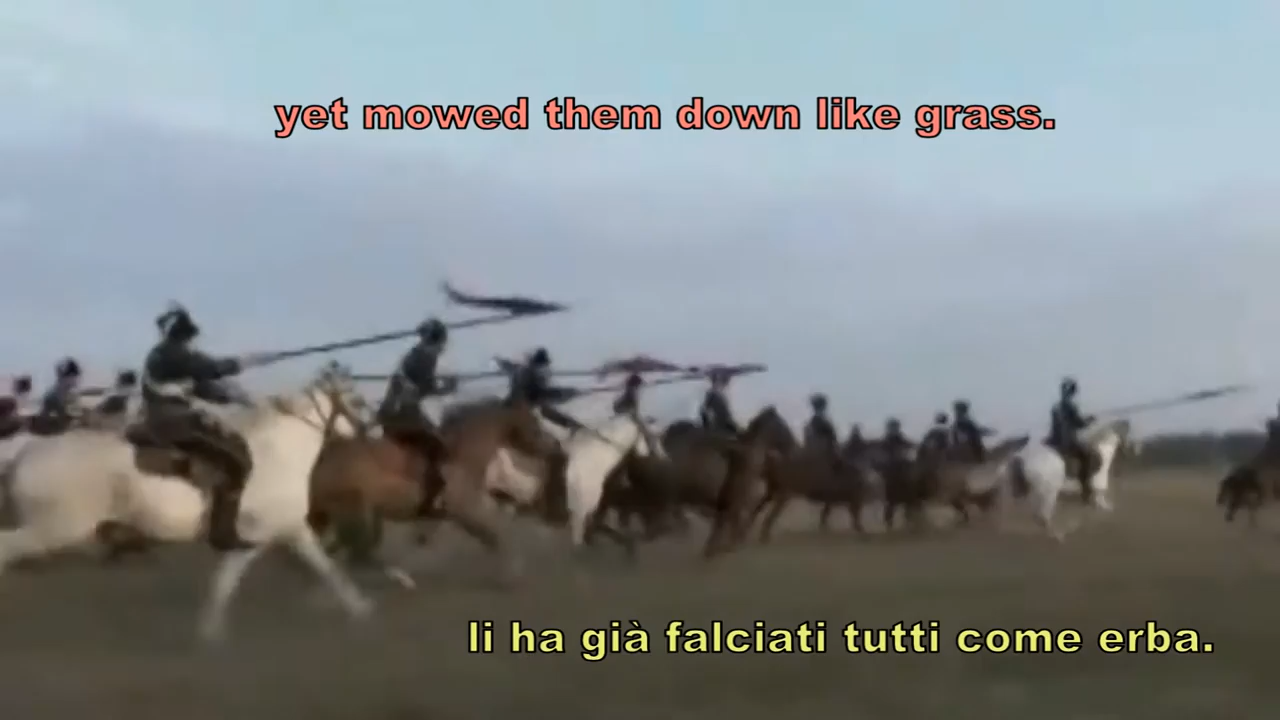 yet mowed them down like grass.
li ha già falciati tutti come erba.